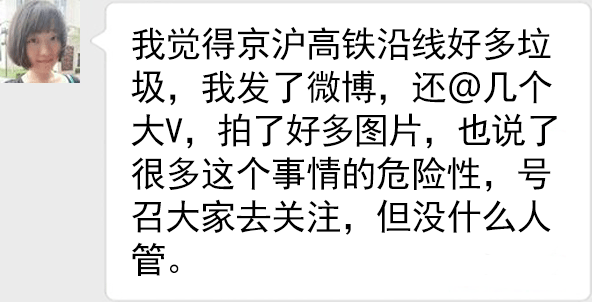 我觉得京沪高铁沿线好多垃
圾，我发了微博，还@几个
大V，拍了好多图片，也说了
很多这个事情的危险性，号
召大家去关注，但没什么人
管。